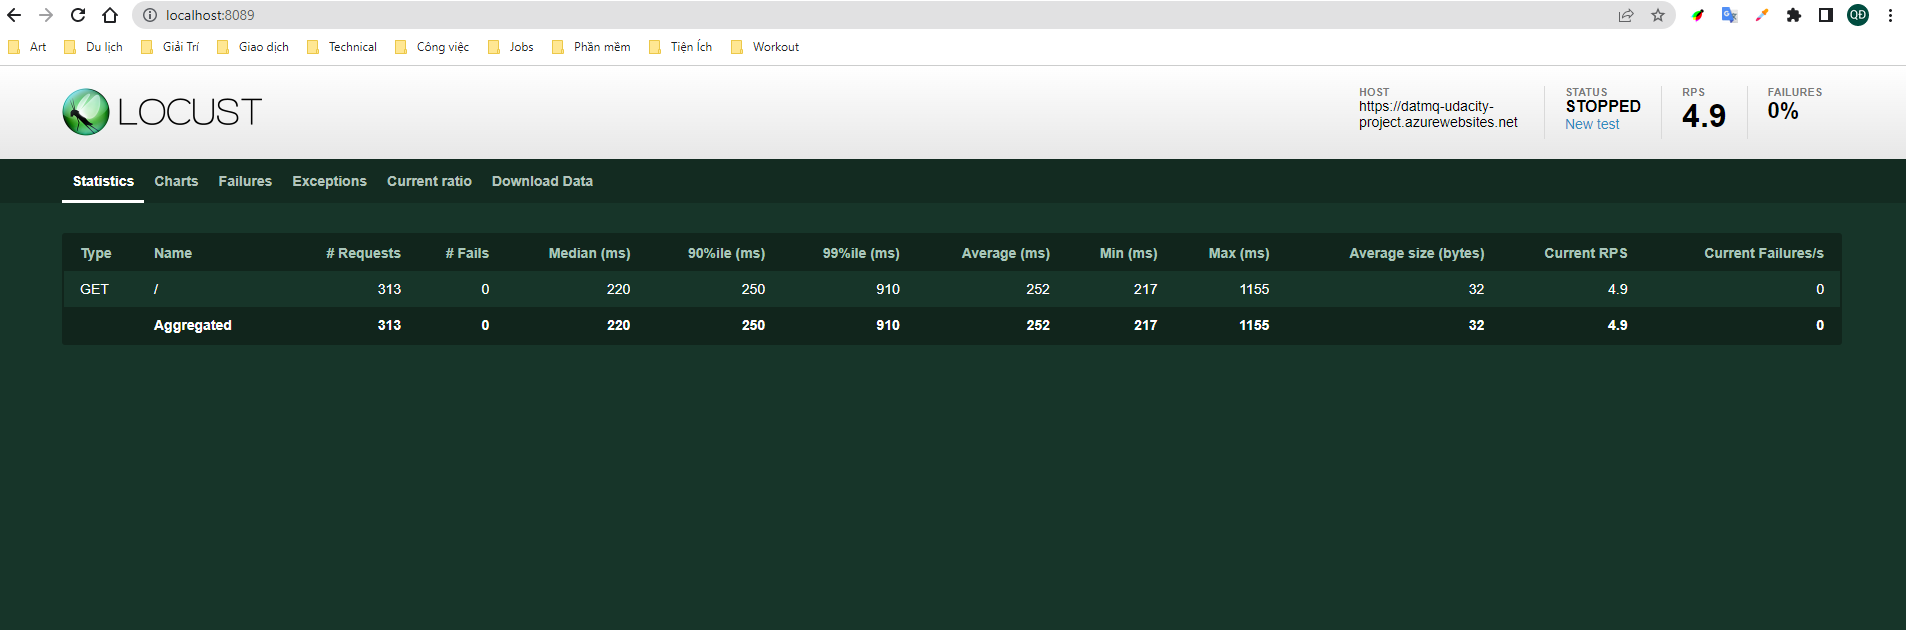 localhost:8089
Art Du lịch Giải Trí Giao dịch Technical Công việc Jobs Phần mềm Tiện Ích Workout
QĐ
LOCUST
HOST
https://datmq-udacity-
project.azurewebsites.net
STATUS
STOPPED
New test
RPS
4.9
FAILURES
0%
Statistics Charts Failures Exceptions Current ratio Download Data
Type Name # Requests # Fails Median (ms) 90%ile (ms) 99%ile (ms) Average (ms) Min (ms) Max (ms) Average size (bytes) Current RPS Current Failures/s
GET / 313 0 220 250 910 252 217 1155 32 4.9 0
Aggregated 313 0 220 250 910 252 217 1155 32 4.9 0